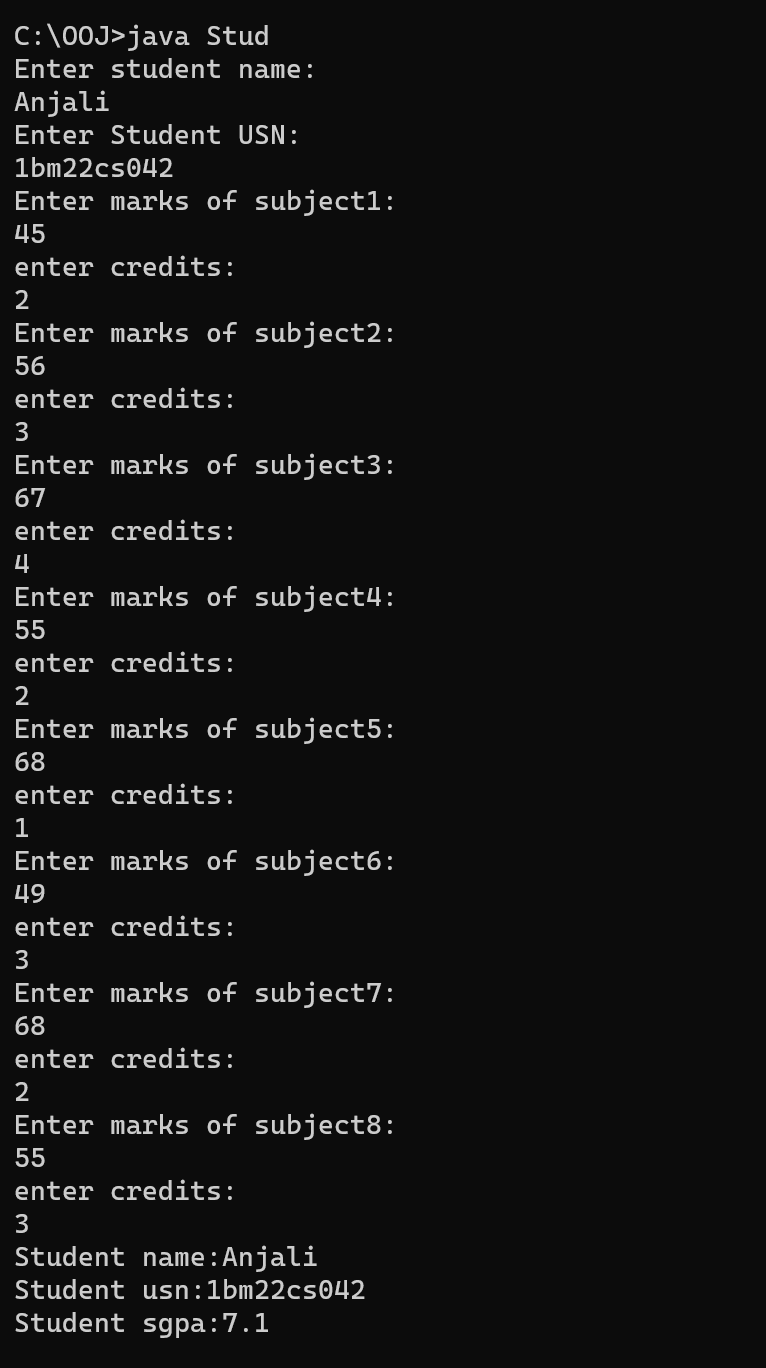 C:\OOJ>java Stud
Enter student name:
Anjali
Enter Student USN:
1bm22cs042
Enter marks of subject1:
45
enter credits:
2
Enter marks of subject2:
56
enter credits:
3
Enter marks of subject3:
67
enter credits:
4
Enter marks of subject4:
55
enter credits:
2
Enter marks of subject5:
68
enter credits:
1
Enter marks of subject6:
49
enter credits:
3
Enter marks of subject7:
68
enter credits:
2
Enter marks of subject8:
55
enter credits:
3
Student name:Anjali
Student usn:1bm22cs042
Student sgpa:7.1